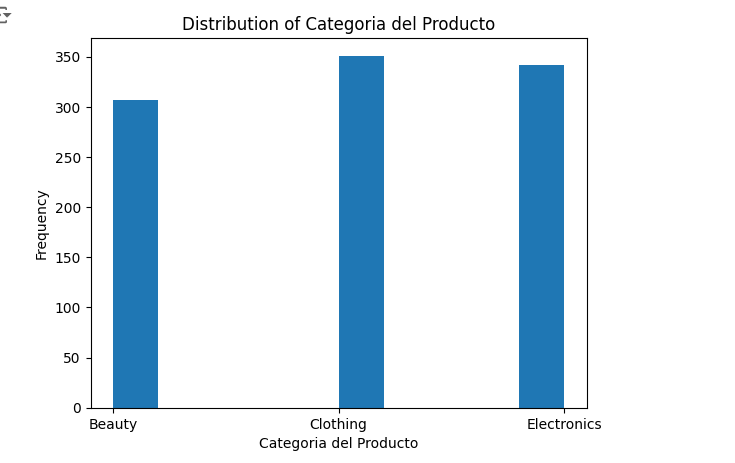 Distribution of Categoria del Producto
350
300
250
200
150
100
50
0
Frequency
Beauty Clothing Electronics
Categoria del Producto